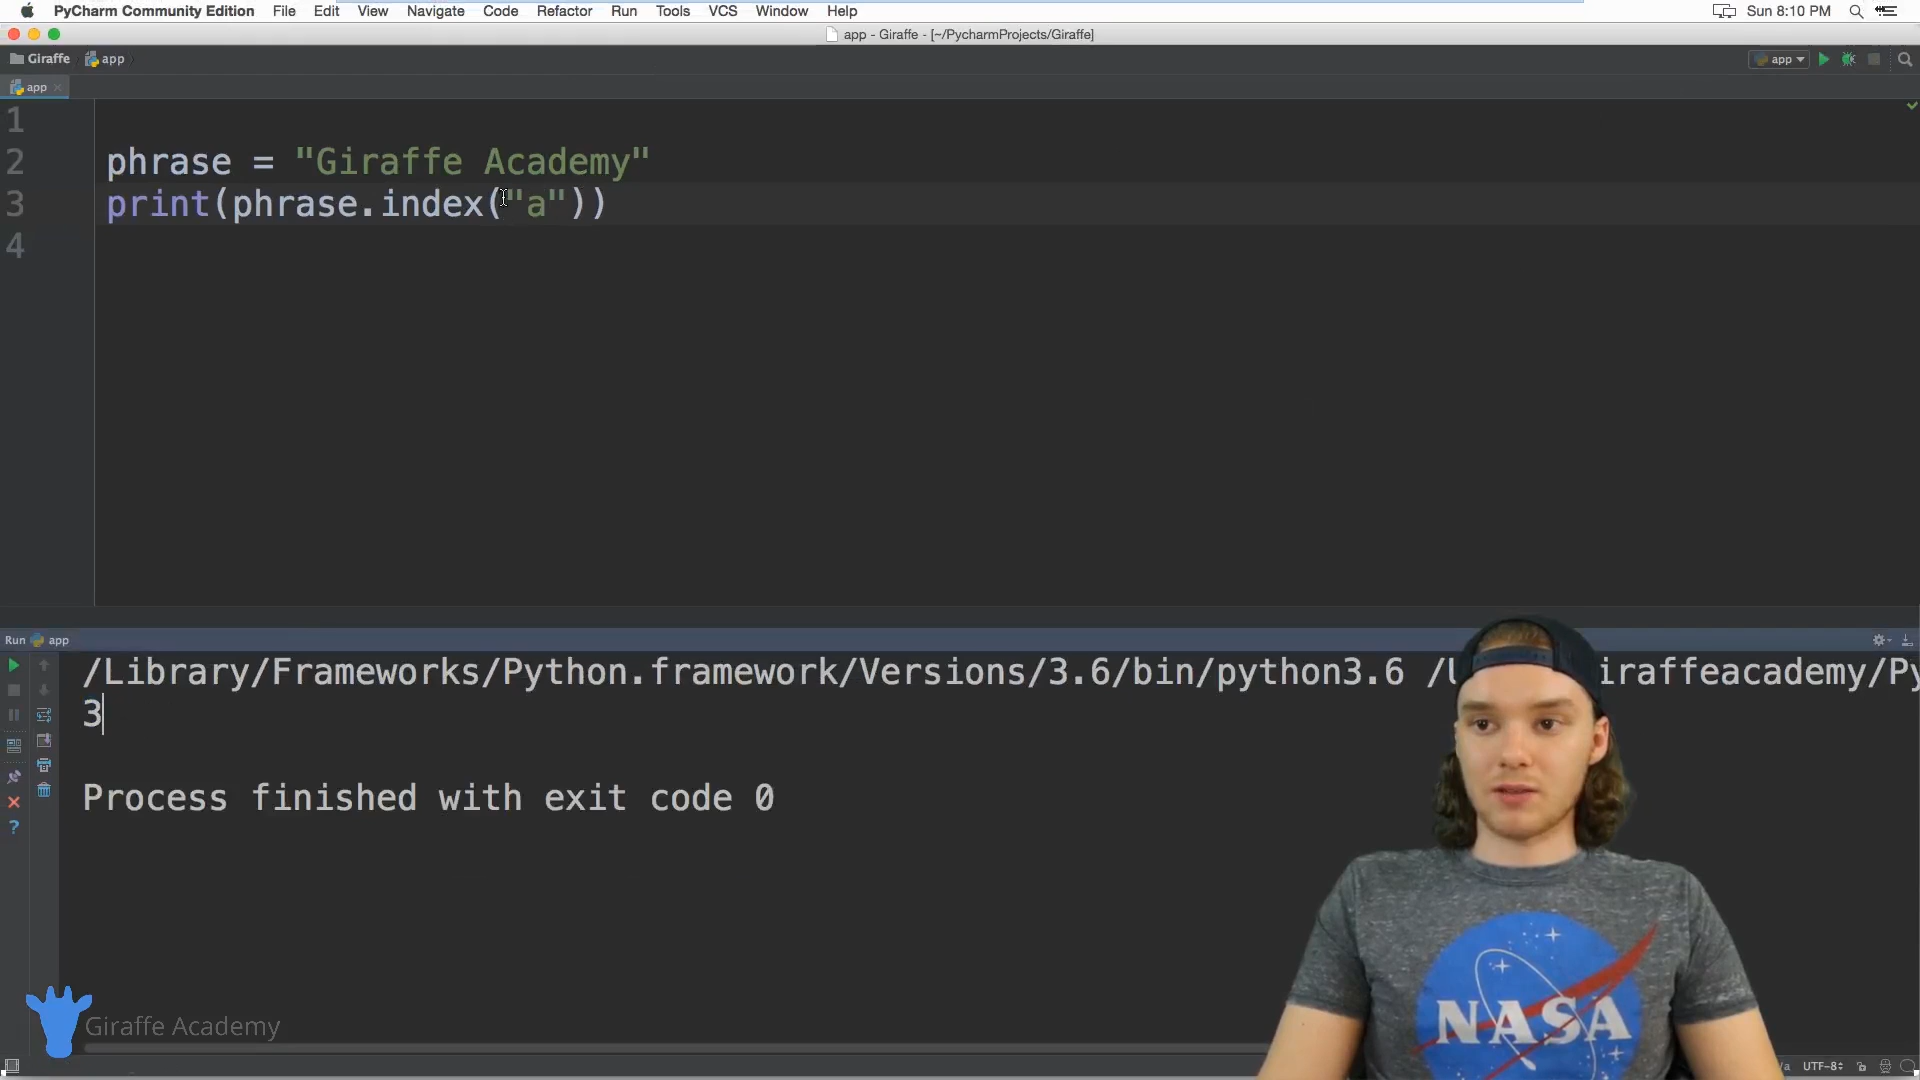 PyCharm Community Edition File Edit View Navigate Code Refactor Run Tools VCS Window Help Sun 8:10 PM
app - Giraffe - [~/PycharmProjects/Giraffe]
Giraffe app app
app
1
2 phrase = "Giraffe Academy"
3 print(phrase.index("a"))
4
Run app
/Library/Frameworks/Python.framework/Versions/3.6/bin/python3.6 iraffeacademy/Py
3
Process finished with exit code 0
NASA
Giraffe Academy
UTF-8